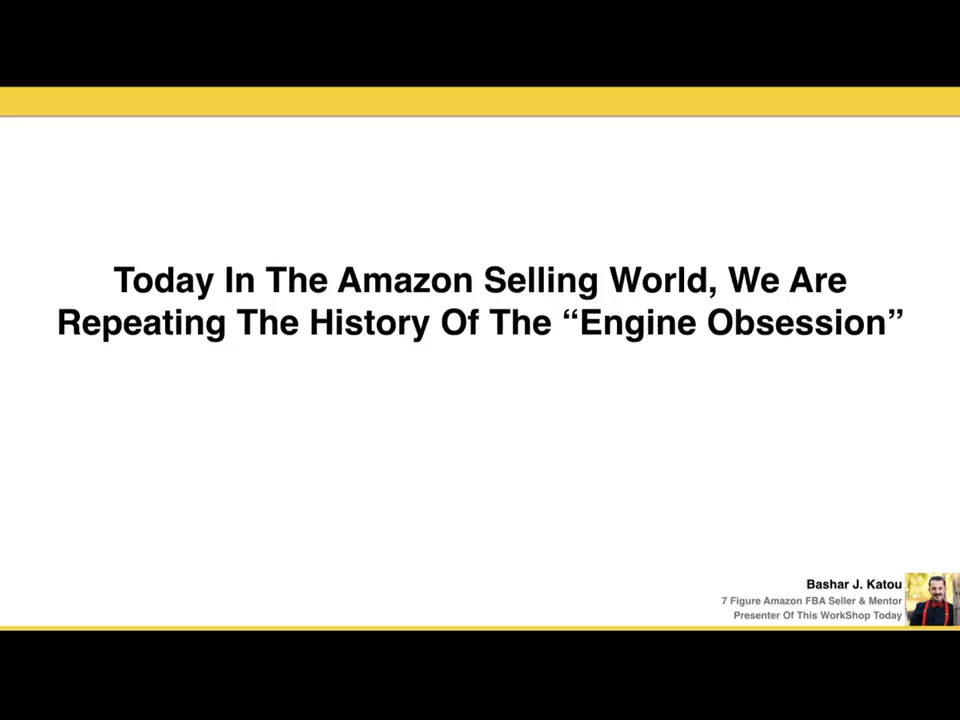 Today In The Amazon Selling World, We Are
Repeating The History Of The “Engine Obsession”
Bashar J. Katou
7 Figure Amazon FBA Seller & Mentor
Presenter Of This WorkShop Today